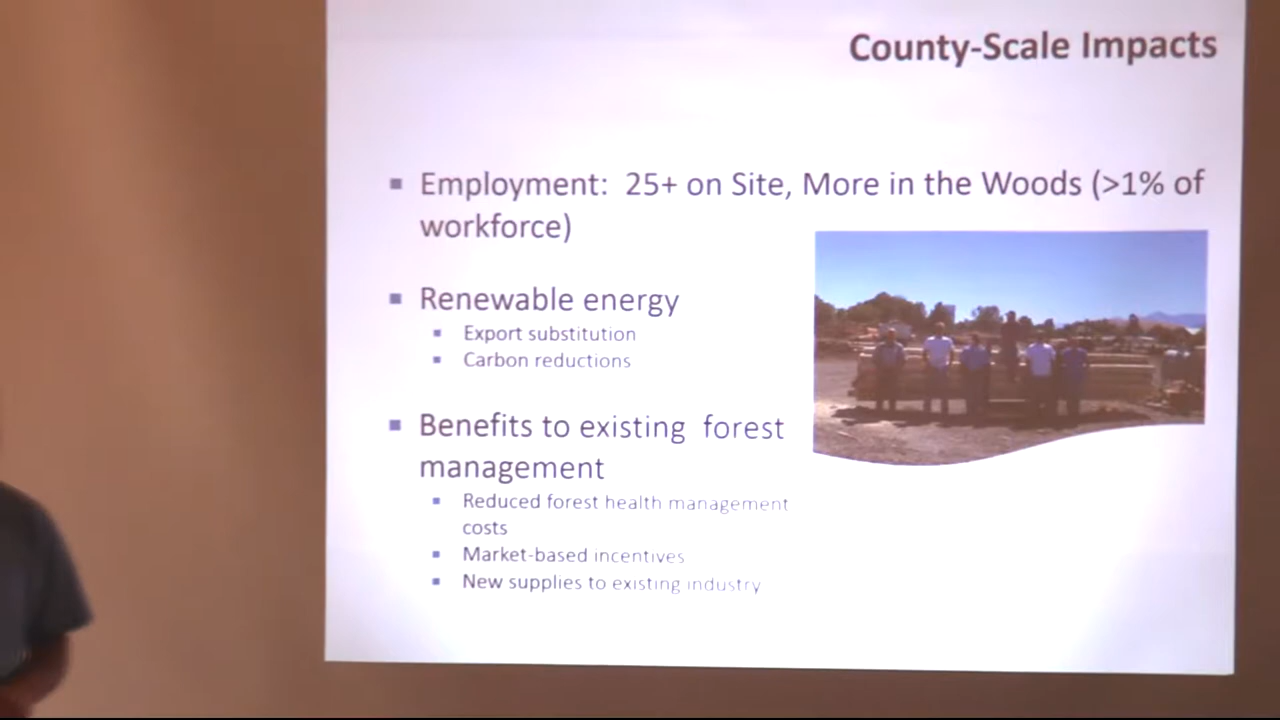 County-Scale Impacts
▪ Employment: 25+ on Site, More in the Woods (>1% of
workforce)
▪ Renewable energy
▪ Export substitution
▪ Carbon reductions
▪ Benefits to existing forest
management
▪ Reduced forest health management
costs
▪ Market-based incentives
▪ New supplies to existing industry